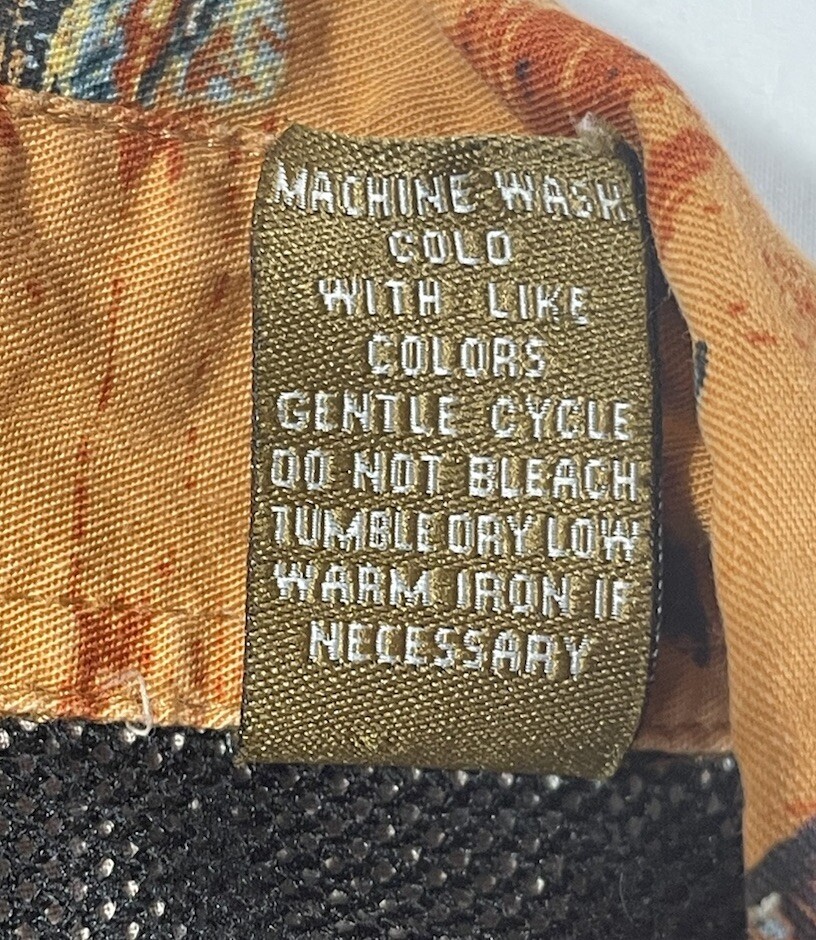 MACHINE WASH
COLD
WITH LIKE
COLORS
GENTLE CYCLE
DO NOT BLEACH
TUMBLE DRY LOW
WARM IRON IF
NECESSARY